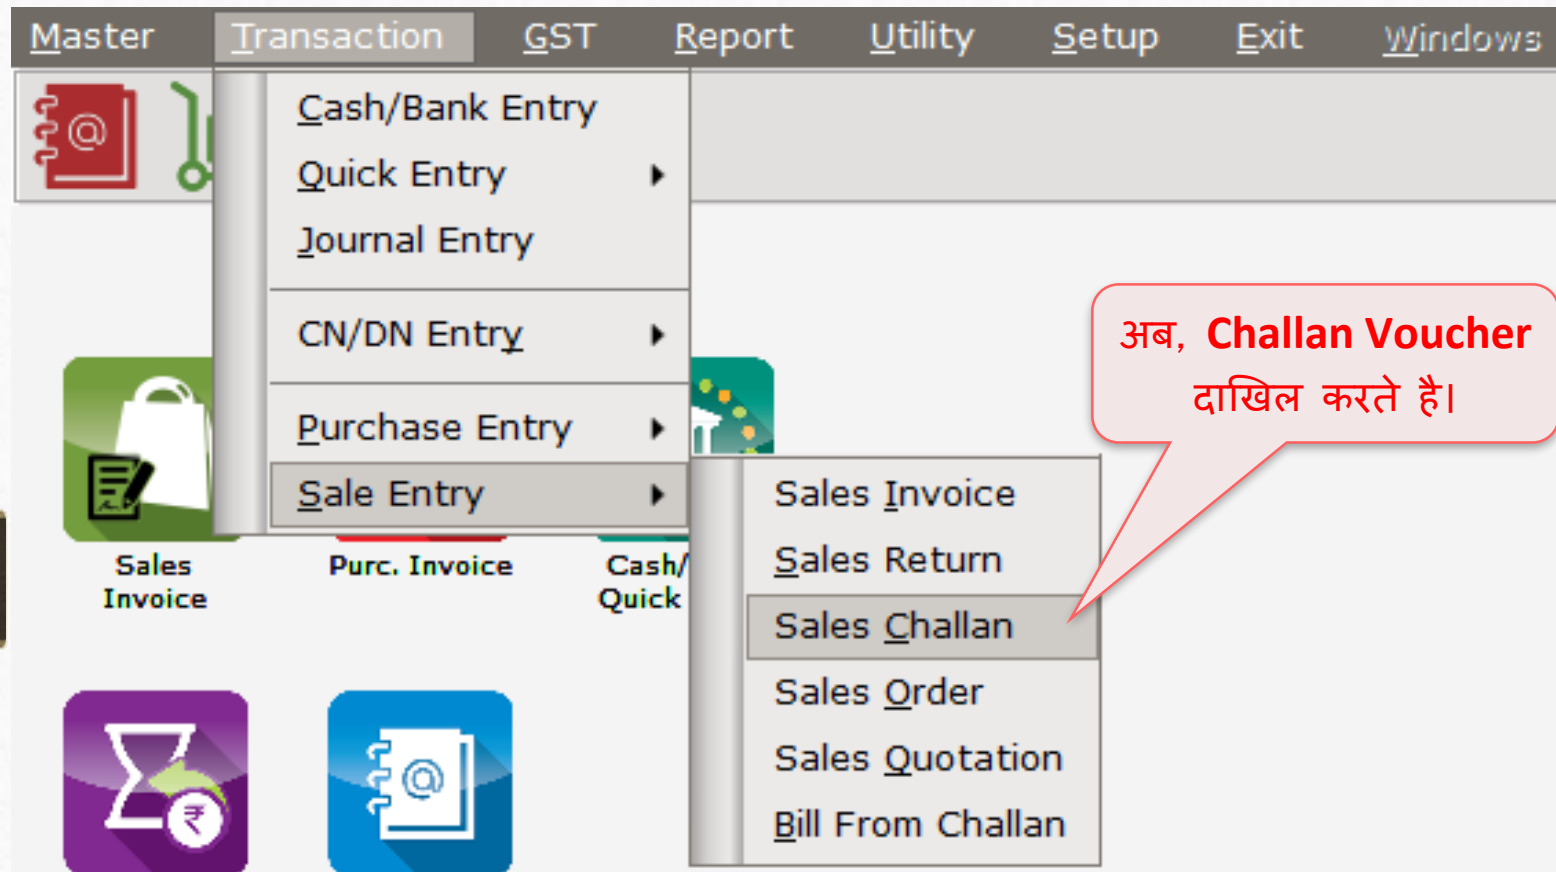 Master Transaction GST Report Utility Setup Exit Windows
@
Cash/Bank Entry
Quick Entry
Journal Entry
CN/DN Entry
Purchase Entry
Sale Entry
अब, Challan Voucher
दाखिल करते है।
Sales Invoice
Sales Return
Sales Challan
Sales Order
Sales Quotation
Bill From Challan
Sales
Invoice
Purc. Invoice
Cash/
Quick
₹
@